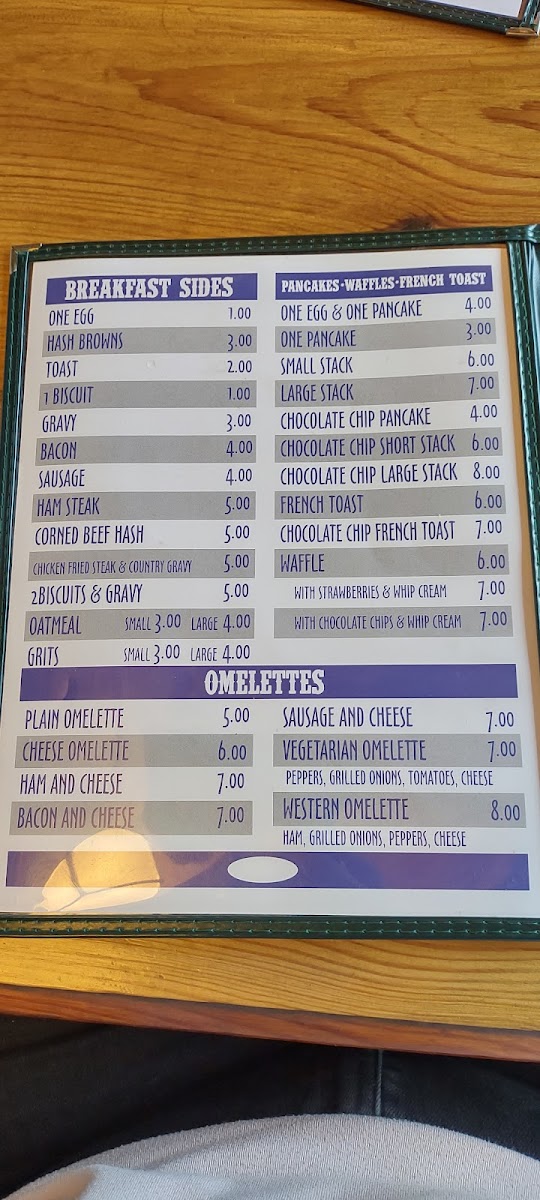 BREAKFAST SIDES
ONE EGG 1.00
HASH BROWNS 3.00
TOAST 2.00
1 BISCUIT 1.00
GRAVY 3.00
BACON 4.00
SAUSAGE 4.00
HAM STEAK 5.00
CORNED BEEF HASH 5.00
CHICKEN FRIED STEAK & COUNTRY GRAVY 5.00
2BISCUITS & GRAVY 5.00
OATMEAL SMALL 3.00 LARGE 4.00
GRITS SMALL 3.00 LARGE 4.00
PANCAKES-WAFFLES-FRENCH TOAST
ONE EGG & ONE PANCAKE 4.00
ONE PANCAKE 3.00
SMALL STACK 6.00
LARGE STACK 7.00
CHOCOLATE CHIP PANCAKE 4.00
CHOCOLATE CHIP SHORT STACK 6.00
CHOCOLATE CHIP LARGE STACK 8.00
FRENCH TOAST 6.00
CHOCOLATE CHIP FRENCH TOAST 7.00
WAFFLE 6.00
WITH STRAWBERRIES & WHIP CREAM 7.00
WITH CHOCOLATE CHIPS & WHIP CREAM 7.00
OMELETTES
PLAIN OMELETTE 5.00
CHEESE OMELETTE 6.00
HAM AND CHEESE 7.00
BACON AND CHEESE 7.00
SAUSAGE AND CHEESE 7.00
VEGETARIAN OMELETTE 7.00
PEPPERS, GRILLED ONIONS, TOMATOES, CHEESE
WESTERN OMELETTE 8.00
HAM, GRILLED ONIONS, PEPPERS, CHEESE